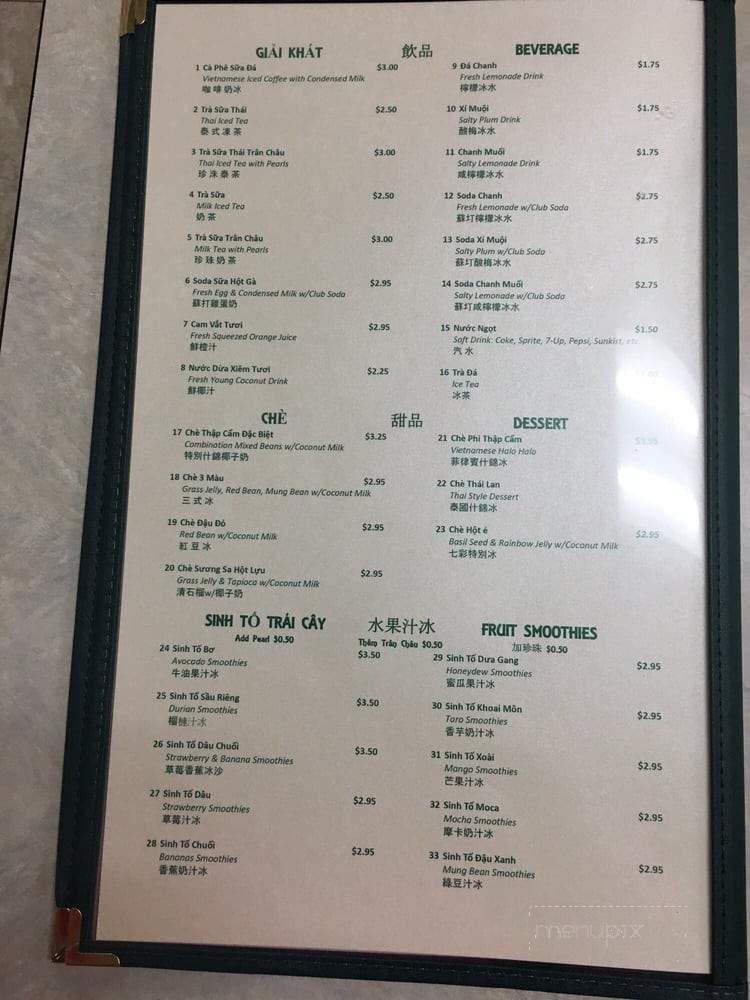 GIẢI KHÁT 飲品 BEVERAGE
1 Cà Phê Sữa Đá $3.00
Vietnamese Iced Coffee with Condensed Milk
咖啡奶冰
2 Trà Sữa Thái $2.50
Thai Iced Tea
泰式凍茶
3 Trà Sữa Thái Trân Châu $3.00
Thai Iced Tea with Pearls
珍洙泰茶
4 Trà Sữa $2.50
Milk Iced Tea
奶茶
5 Trà Sữa Trân Châu $3.00
Milk Tea with Pearls
珍珠奶茶
6 Soda Sữa Hột Gà $2.95
Fresh Egg & Condensed Milk w/Club Soda
蘇打雞蛋奶
7 Cam Vắt Tươi $2.95
Fresh Squeezed Orange Juice
鮮橙汁
8 Nước Dừa Xiêm Tươi $2.25
Fresh Young Coconut Drink
鮮椰汁
9 Đá Chanh $1.75
Fresh Lemonade Drink
檸檬冰水
10 Xí Muội $1.75
Salty Plum Drink
酸梅冰水
11 Chanh Muối $1.75
Salty Lemonade Drink
咸檸檬冰水
12 Soda Chanh $2.75
Fresh Lemonade w/Club Soda
蘇圢檸檬冰水
13 Soda Xí Muội $2.75
Salty Plum w/Club Soda
蘇圢酸梅冰水
14 Soda Chanh Muối $2.75
Salty Lemonade w/Club Soda
蘇圢咸檸檬冰水
15 Nước Ngọt $1.50
Soft Drink: Coke, Sprite, 7-Up, Pepsi, Sunkist, etc.
汽水
16 Trà Đá
Ice Tea
冰茶
CHÈ 甜品 DESSERT
17 Chè Thập Cẩm Đặc Biệt $3.25
Combination Mixed Beans w/Coconut Milk
特別什錦椰子奶
18 Chè 3 Màu $2.95
Grass Jelly, Red Bean, Mung Bean w/Coconut Milk
三式冰
19 Chè Đậu Đỏ $2.95
Red Bean w/Coconut Milk
紅豆冰
20 Chè Sương Sa Hột Lựu $2.95
Grass Jelly & Tapioca w/Coconut Milk
清石榴w/椰子奶
21 Chè Phi Thập Cẩm
Vietnamese Halo Halo
菲律賓什錦冰
22 Chè Thái Lan
Thai Style Dessert
泰國什錦冰
23 Chè Hột é $2.95
Basil Seed & Rainbow Jelly w/Coconut Milk
七彩特別冰
SINH TỐ TRÁI CÂY 水果汁冰 FRUIT SMOOTHIES
Add Pearl $0.50 Thêm Trân Châu $0.50 加珍珠 $0.50
24 Sinh Tố Bơ $3.50
Avocado Smoothies
牛油果汁冰
25 Sinh Tố Sầu Riêng $3.50
Durian Smoothies
榴槤汁冰
26 Sinh Tố Dâu Chuối $3.50
Strawberry & Banana Smoothies
草莓香蕉冰沙
27 Sinh Tố Dâu $2.95
Strawberry Smoothies
草莓汁冰
28 Sinh Tố Chuối $2.95
Bananas Smoothies
香蕉奶汁冰
29 Sinh Tố Dưa Gang $2.95
Honeydew Smoothies
蜜瓜果汁冰
30 Sinh Tố Khoai Môn $2.95
Taro Smoothies
香芋奶汁冰
31 Sinh Tố Xoài $2.95
Mango Smoothies
芒果汁冰
32 Sinh Tố Moca $2.95
Mocha Smoothies
摩卡奶汁冰
33 Sinh Tố Đậu Xanh $2.95
Mung Bean Smoothies
綠豆汁冰
menupix